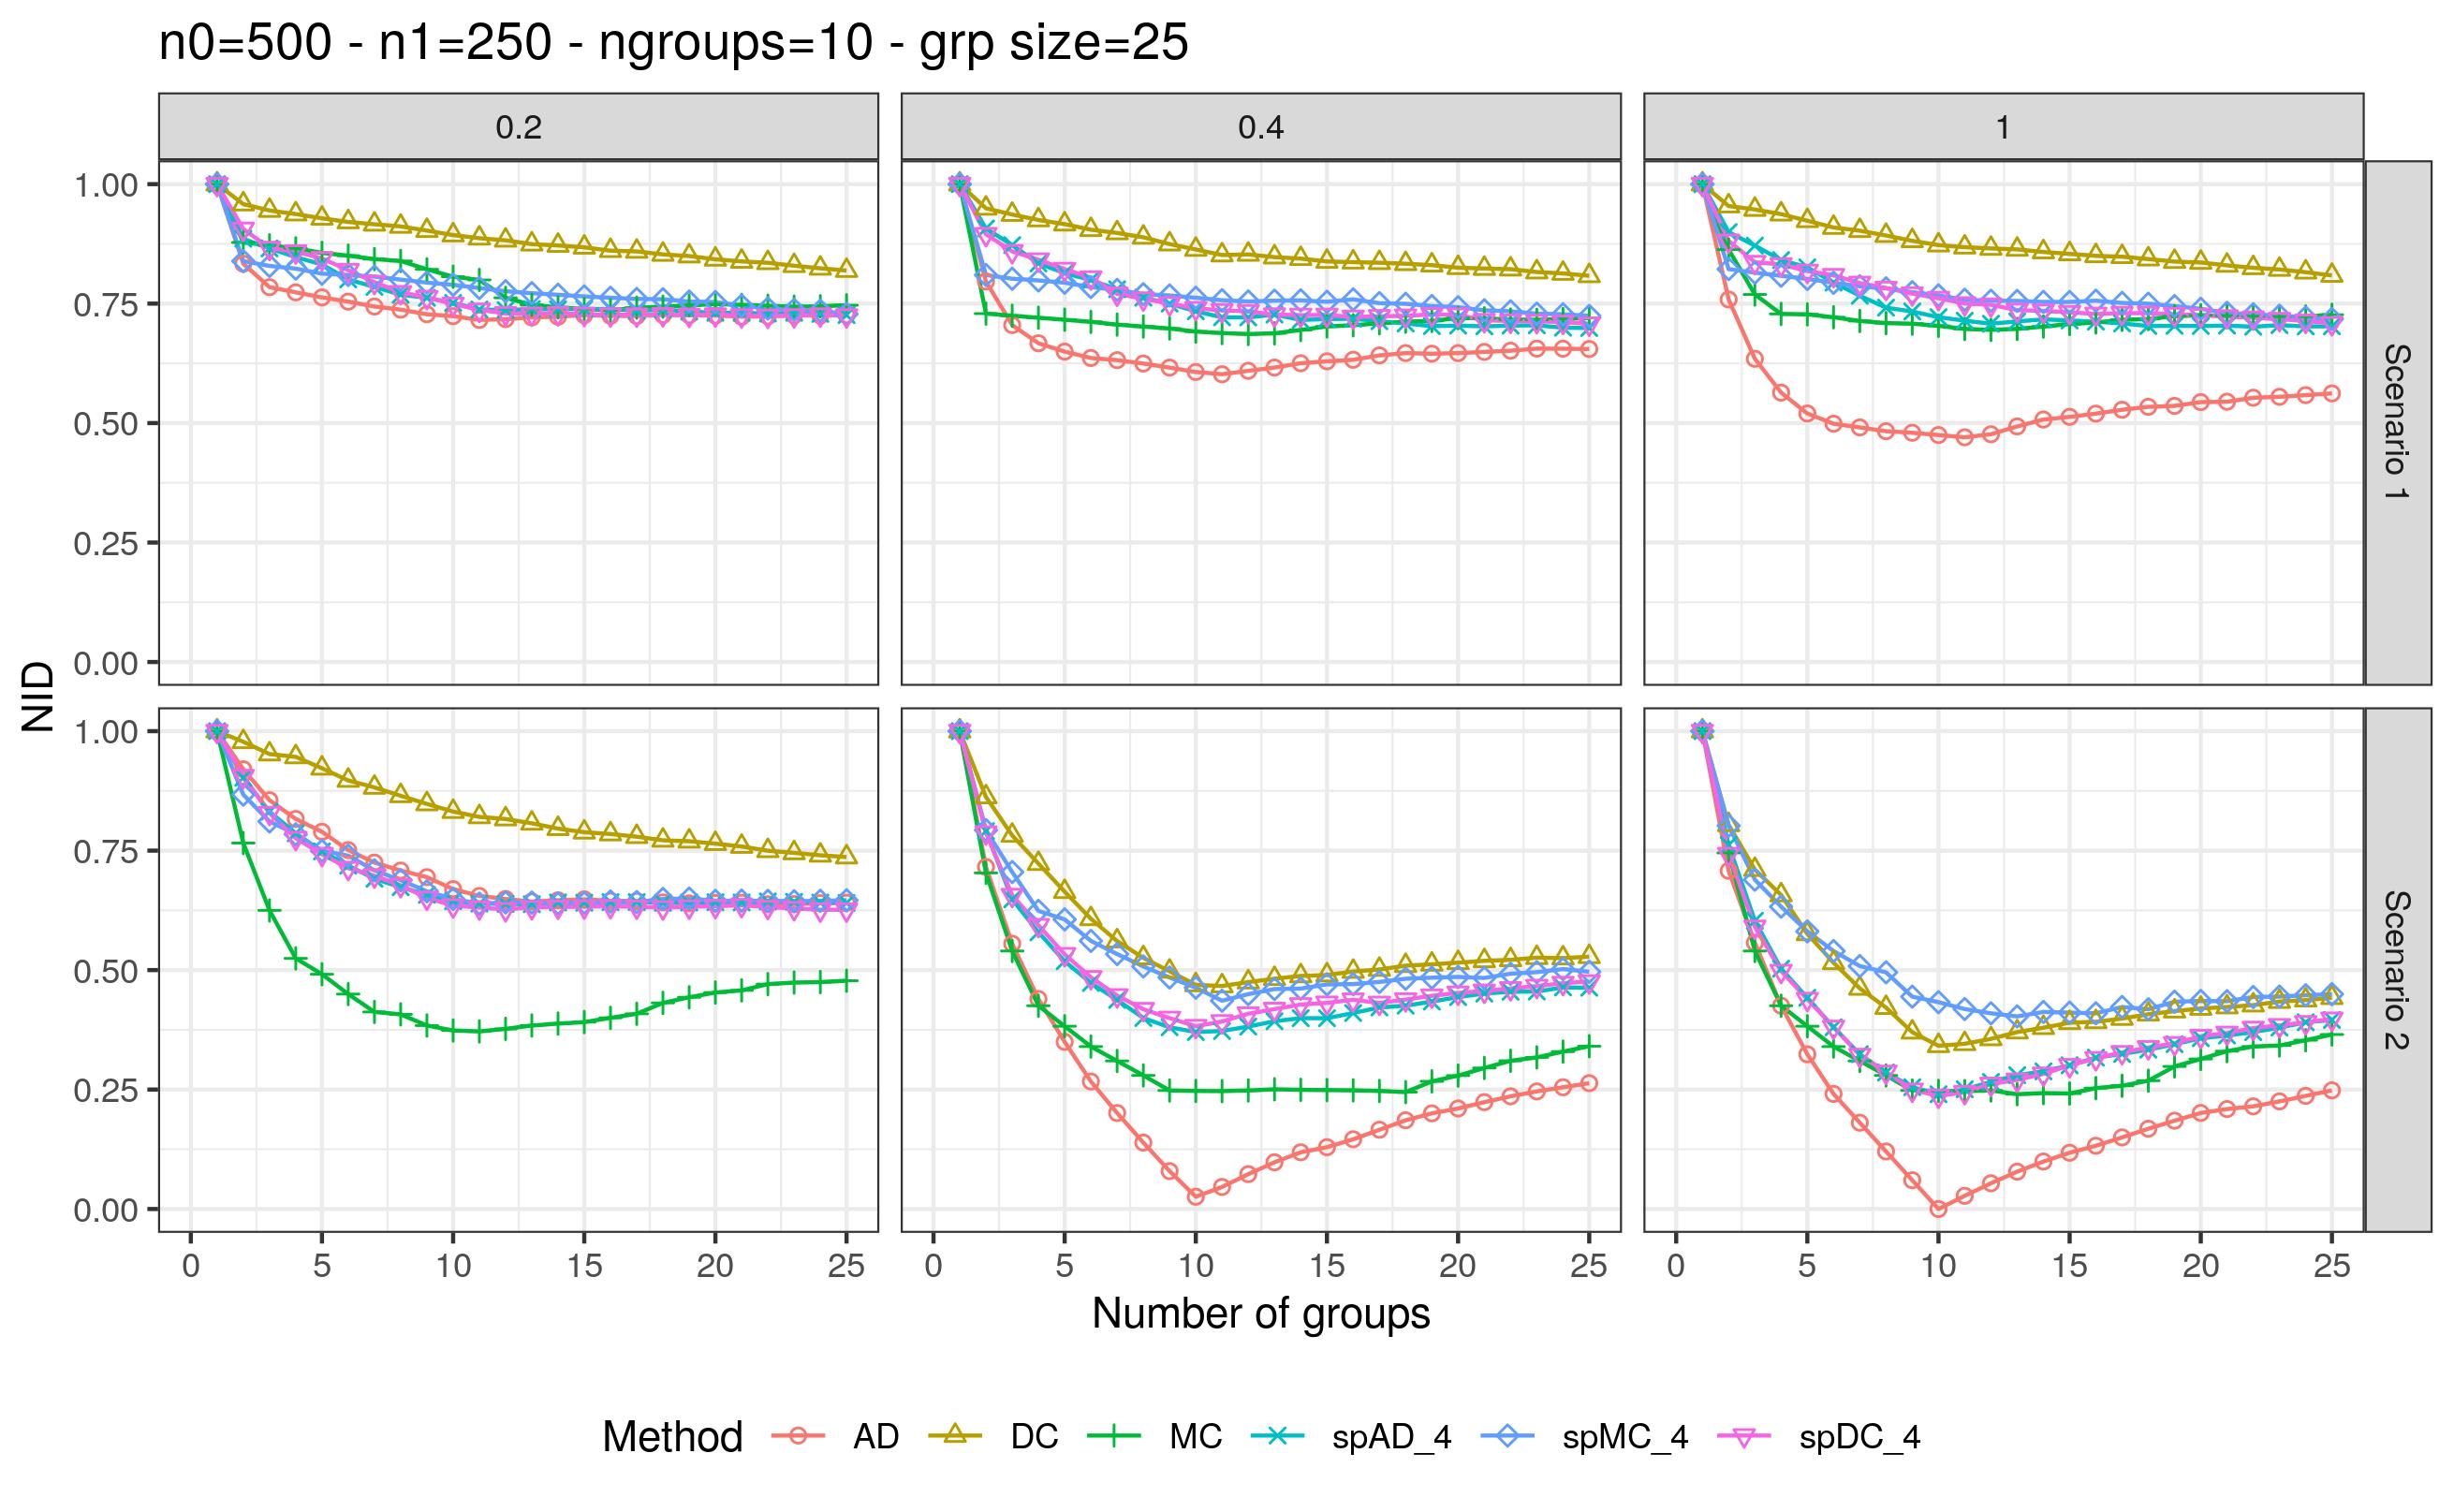 n0=500 - n1=250 - ngroups=10 - grp size=25
0.2 0.4 1
1.00
0.75
0.50
0.25
0.00
Scenario 1
NID
1.00
0.75
0.50
0.25
0.00
Scenario 2
0 5 10 15 20 25 0 5 10 15 20 25 0 5 10 15 20 25
Number of groups
Method AD DC MC spAD_4 spMC_4 spDC_4